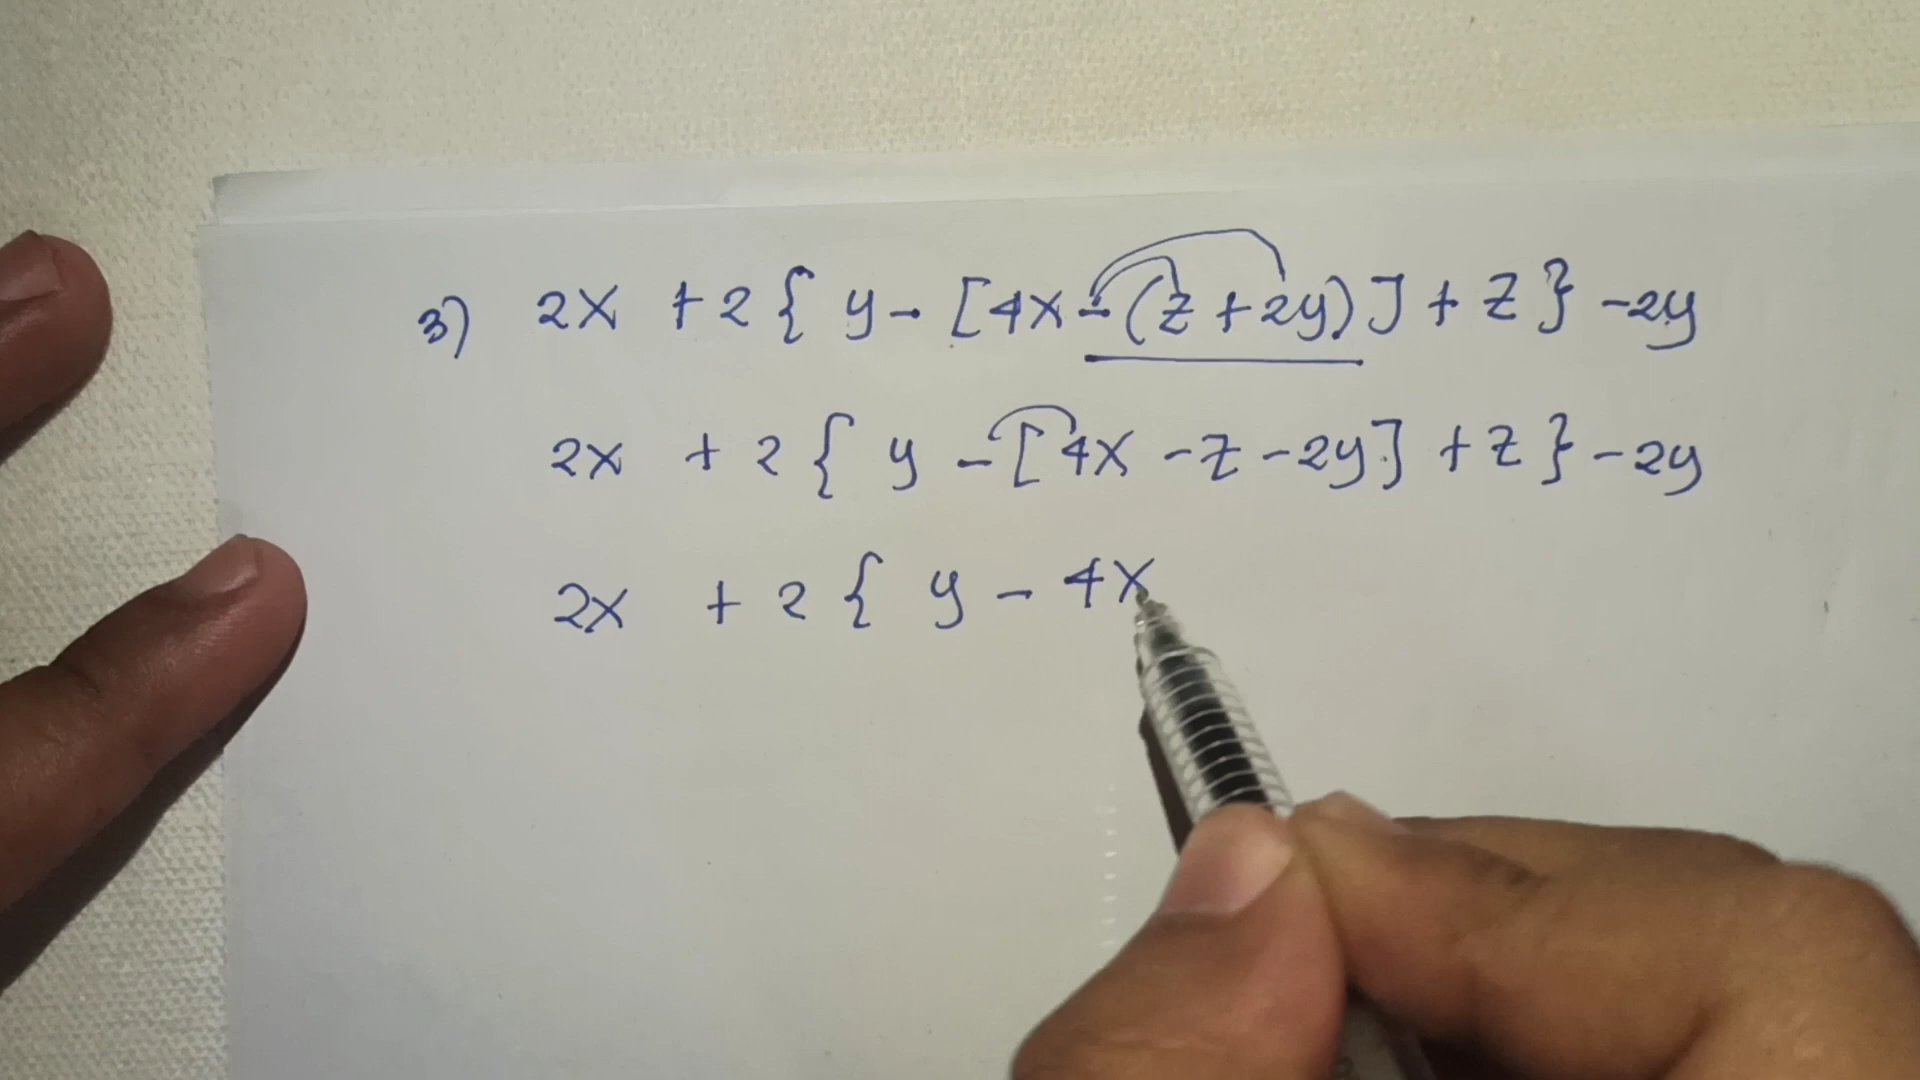 3) 2x + 2 { y - [4x - (z + 2y)] + z } - 2y
2x + 2 { y - [4x - z - 2y] + z } - 2y
2x + 2 { y - 4x